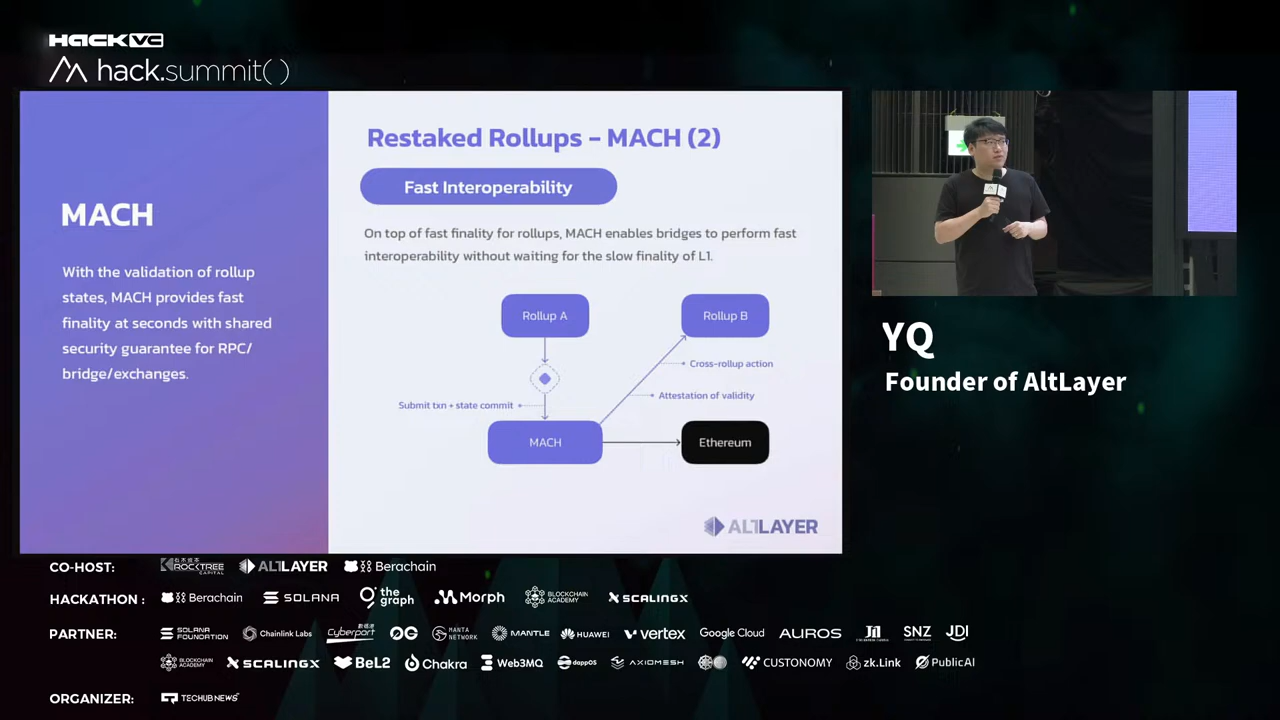 HACK VC
hack.summit()
Restaked Rollups - MACH (2)
Fast Interoperability
MACH
On top of fast finality for rollups, MACH enables bridges to perform fast
interoperability without waiting for the slow finality of L1.
With the validation of rollup
states, MACH provides fast
finality at seconds with shared
security guarantee for RPC/
bridge/exchanges.
Rollup A
Rollup B
Cross-rollup action
Attestation of validity
Submit txn + state commit
MACH
Ethereum
ALTLAYER
YQ
Founder of AltLayer
CO-HOST:
ROCKTREE CAPITAL
ALTLAYER
Berachain
HACKATHON :
Berachain
SOLANA
the graph
Morph
BLOCKCHAIN ACADEMY
SCALINGX
PARTNER:
SOLANA FOUNDATION
Chainlink Labs
Cyberport 數碼港
0G
MANTA NETWORK
MANTLE
HUAWEI
vertex
Google Cloud
AUROS
SNZ
JDI
BLOCKCHAIN ACADEMY
SCALINGX
BeL2
Chakra
Web3MQ
dappOS
AXIOMESH
CUSTONOMY
zk.Link
PublicAI
ORGANIZER:
TECHUB NEWS